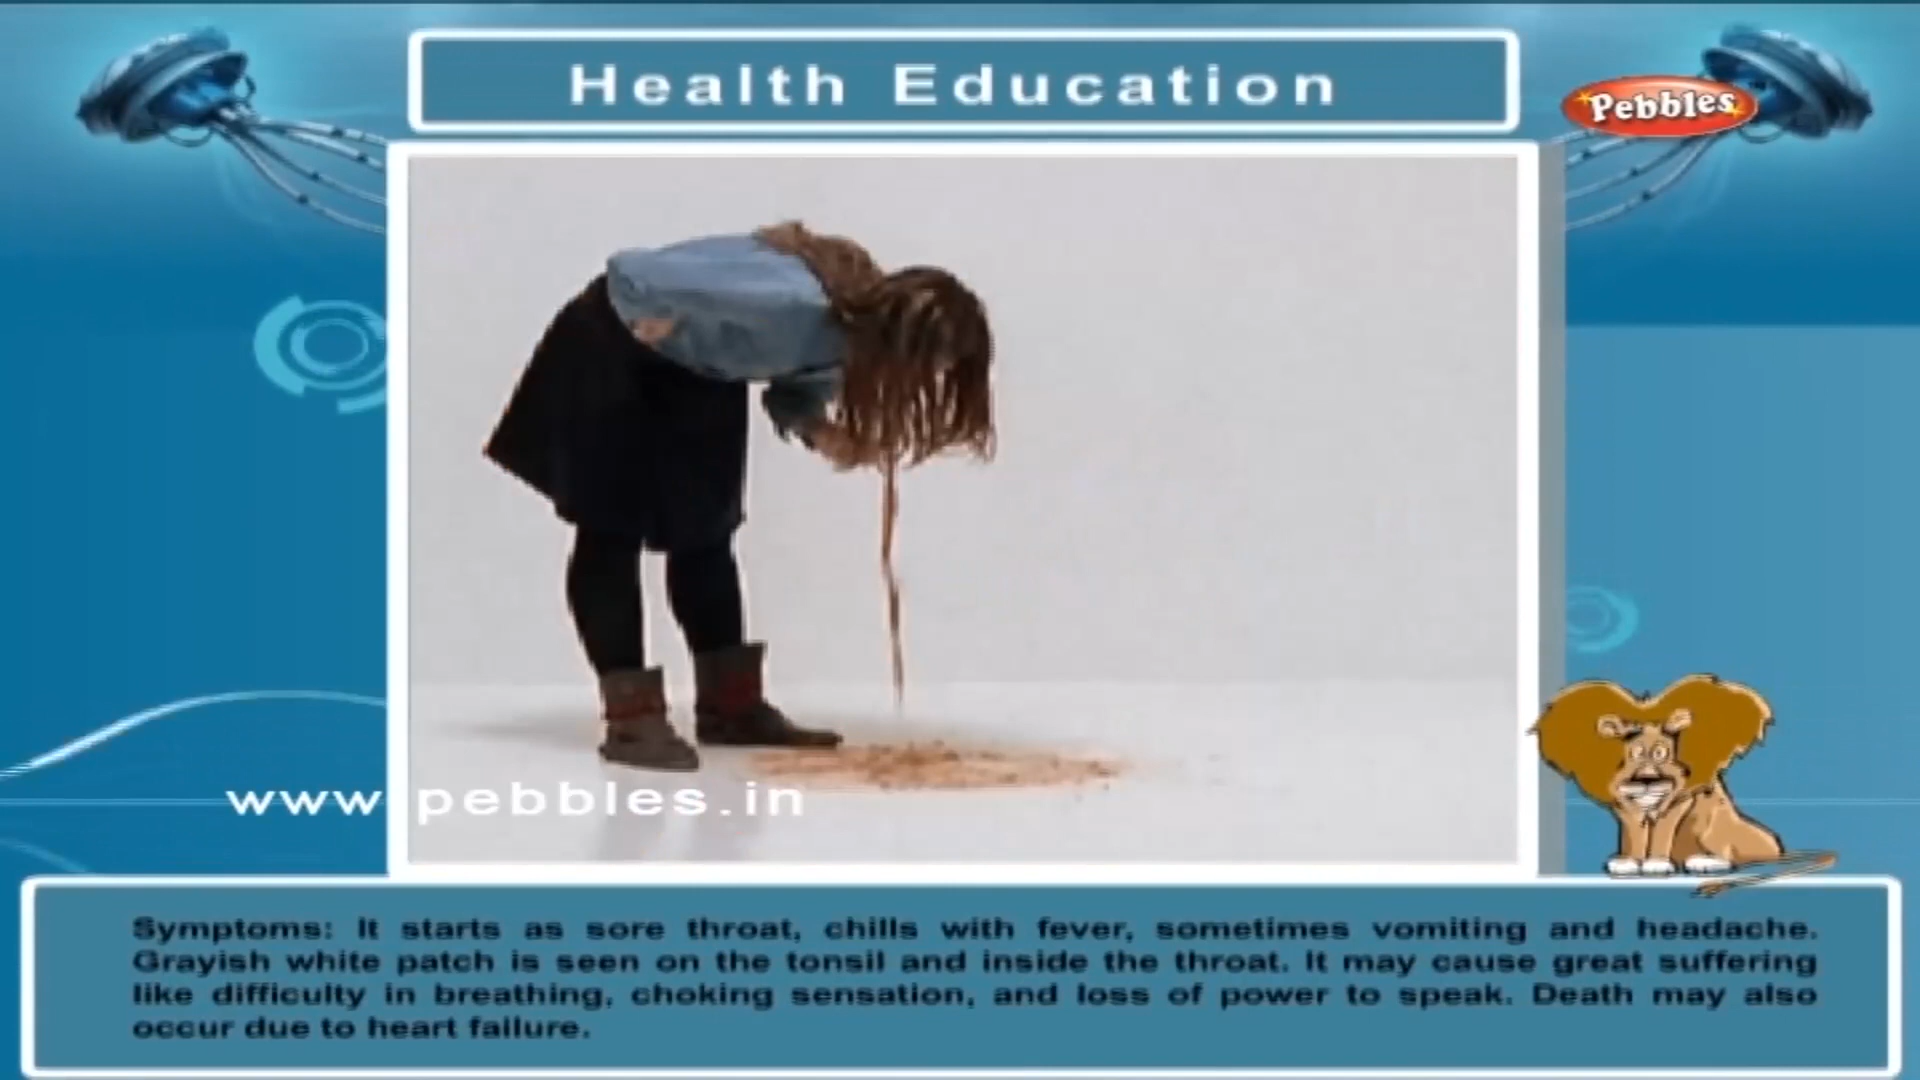 Health Education
Pebbles
www.pebbles.in
Symptoms: It starts as sore throat, chills with fever, sometimes vomiting and headache.
Grayish white patch is seen on the tonsil and inside the throat. It may cause great suffering
like difficulty in breathing, choking sensation, and loss of power to speak. Death may also
occur due to heart failure.